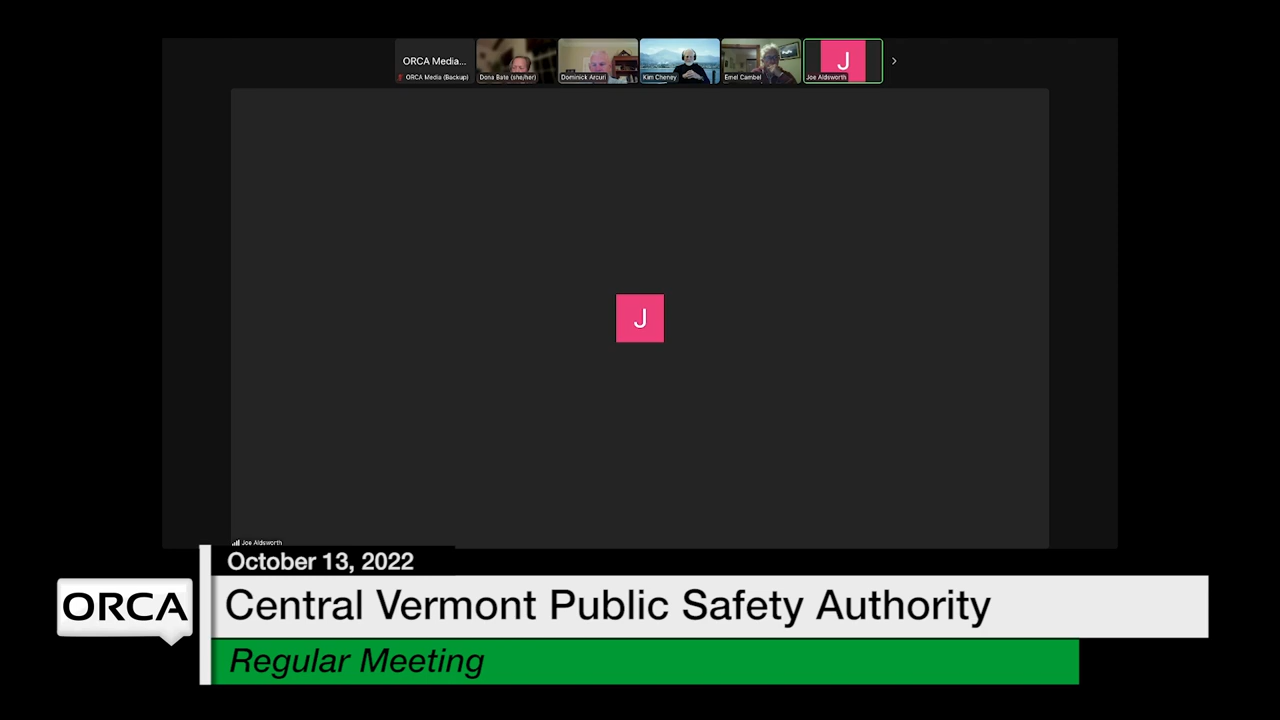 ORCA Media...
ORCA Media (Backup)
Dona Bate (she/her)
Dominick Arcuri
Kim Cheney
Emel Cambel
J
Joe Aldsworth
J
Joe Aldsworth
October 13, 2022
ORCA
Central Vermont Public Safety Authority
Regular Meeting